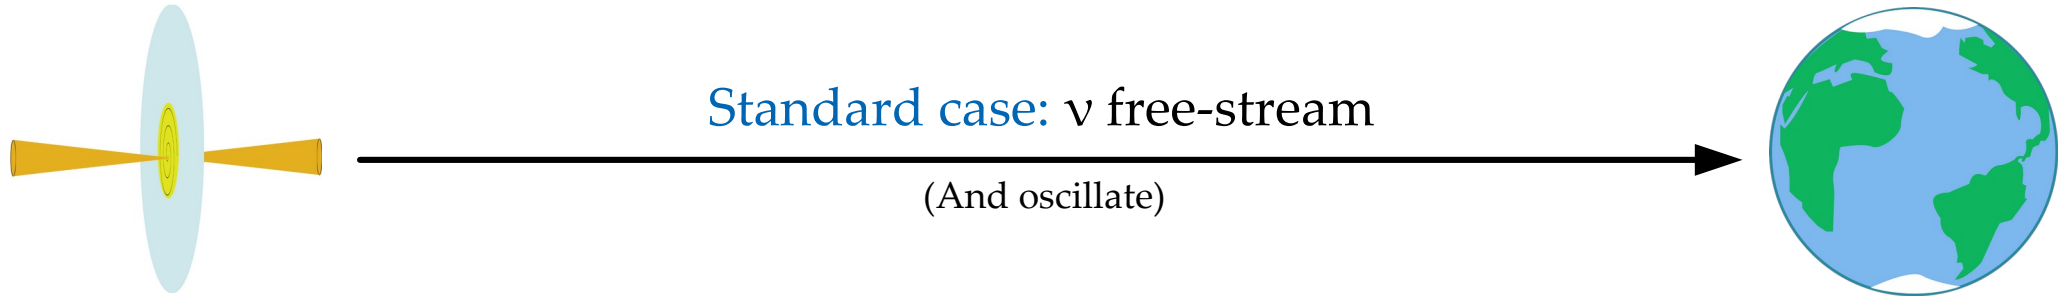 Standard case: ν free-stream
(And oscillate)